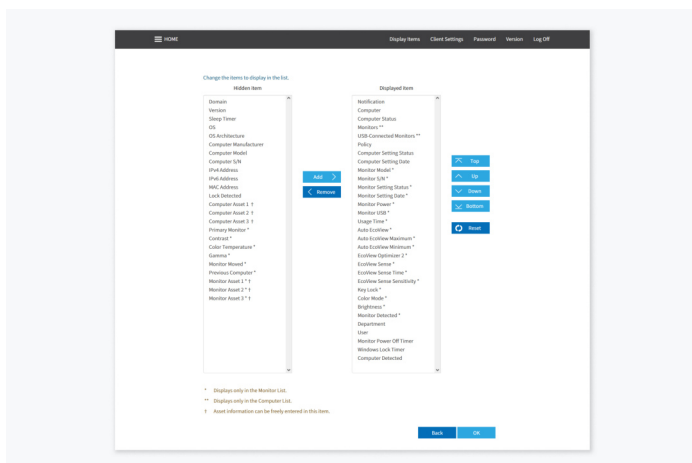 HOME
Display Items Client Settings Password Version Log Off
Change the items to display in the list.
Hidden Item
Domain
Version
Sleep Timer
OS
OS Architecture
Computer Manufacturer
Computer Model
Computer S/N
IPv4 Address
IPv6 Address
MAC Address
Lock Detected
Computer Asset 1 †
Computer Asset 2 †
Computer Asset 3 †
Primary Monitor *
Contrast *
Color Temperature *
Gamma *
Monitor Moved *
Previous Computer *
Monitor Asset 1 * †
Monitor Asset 2 * †
Monitor Asset 3 * †
Add
Remove
Displayed Item
Notification
Computer
Computer Status
Monitors **
USB-Connected Monitors **
Policy
Computer Setting Status
Computer Setting Date
Monitor Model *
Monitor S/N *
Monitor Setting Status *
Monitor Setting Date *
Monitor Power *
Monitor USB *
Usage Time *
Auto EcoView *
Auto EcoView Maximum *
Auto EcoView Minimum *
EcoView Optimizer 2 *
EcoView Sense *
EcoView Sense Time *
EcoView Sense Sensitivity *
Key Lock *
Color Mode *
Brightness *
Monitor Detected *
Department
User
Monitor Power Off Timer
Windows Lock Timer
Computer Detected
Top
Up
Down
Bottom
Reset
* Displays only in the Monitor List.
** Displays only in the Computer List.
† Asset information can be freely entered in this item.
Back OK